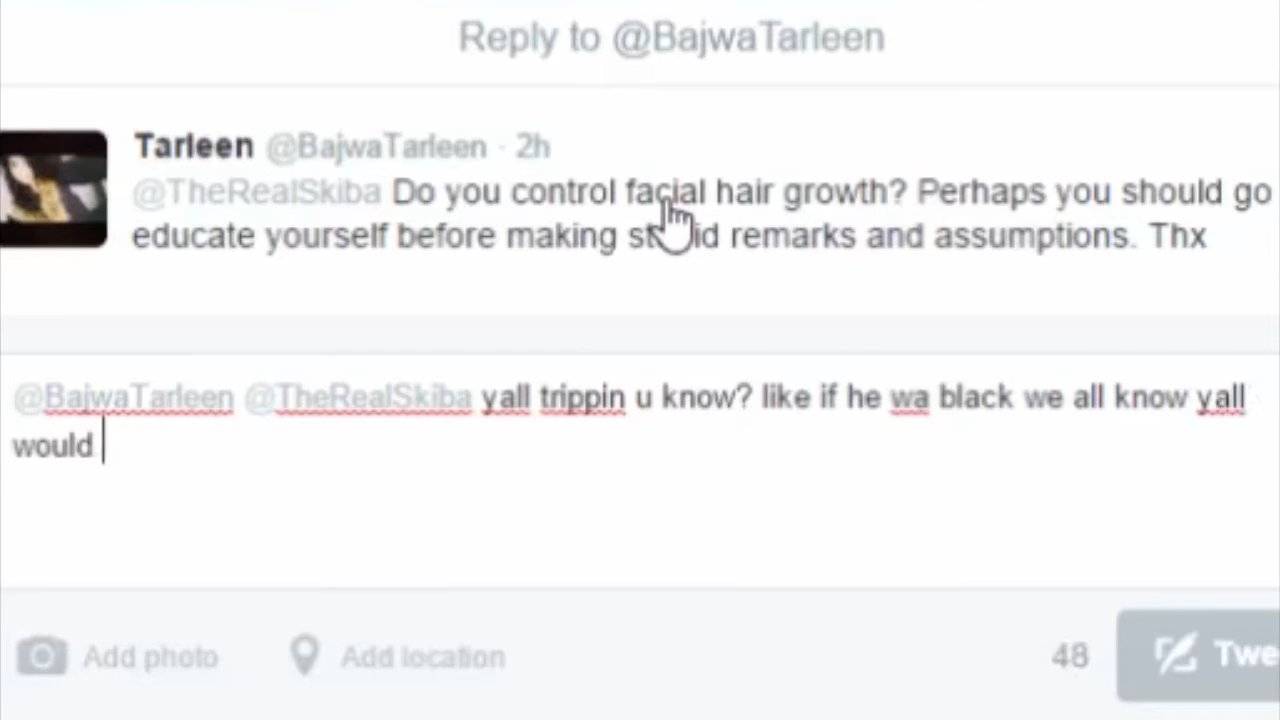 Reply to @BajwaTarleen
Tarleen @BajwaTarleen · 2h
@TheRealSkiba Do you control facial hair growth? Perhaps you should go
educate yourself before making st id remarks and assumptions. Thx
@BajwaTarleen @TheRealSkiba yall trippin u know? like if he wa black we all know yall
would
Add photo Add location 48 Twe